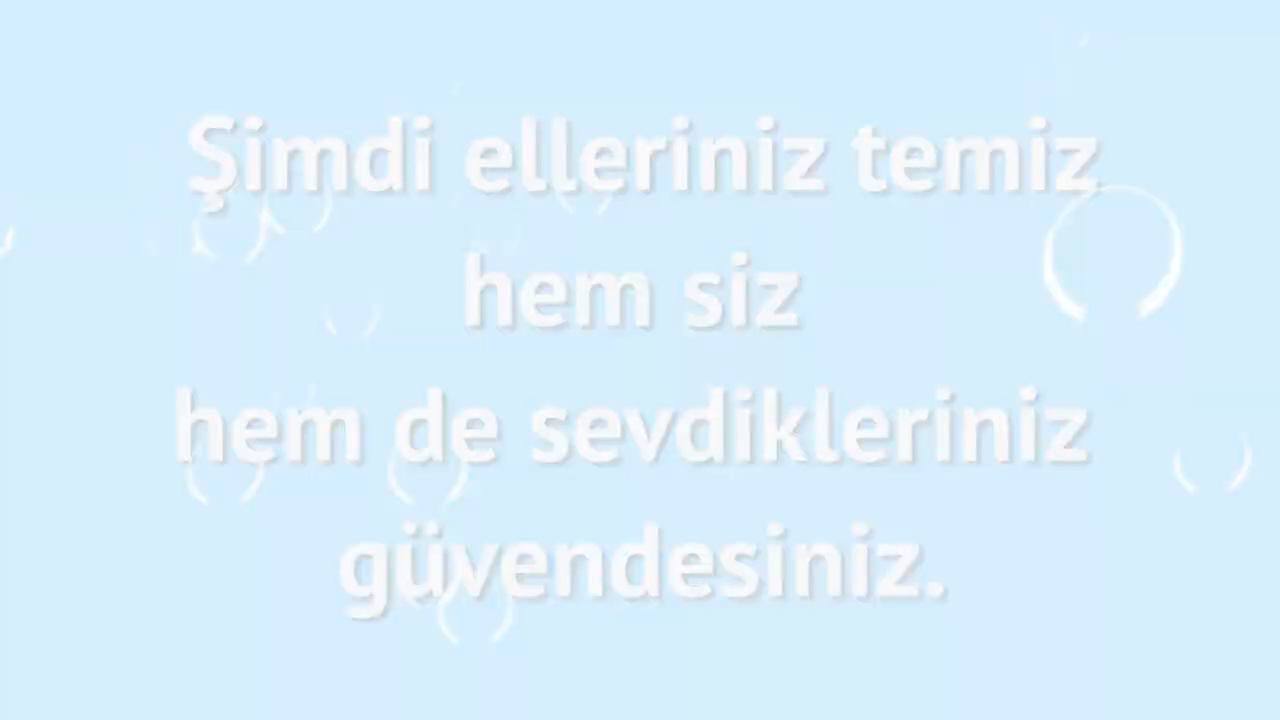 Şimdi elleriniz temiz
hem siz
hem de sevdikleriniz
güvendesiniz.